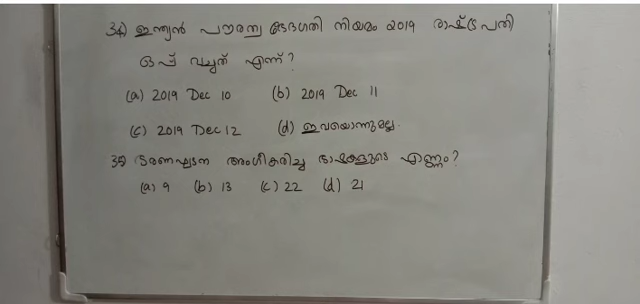 34) ഇന്ത്യൻ പൗരത്വ ഭേദഗതി നിയമം 2019 രാഷ്ട്രപതി
ഒപ്പ് വച്ചത് എന്ന്?
(a) 2019 Dec 10 (b) 2019 Dec 11
(c) 2019 Dec 12 (d) ഇവയൊന്നുമല്ല.
35) ഭരണഘടന അംഗീകരിച്ച ഭാഷകളുടെ എണ്ണം?
(a) 9 (b) 13 (c) 22 (d) 21